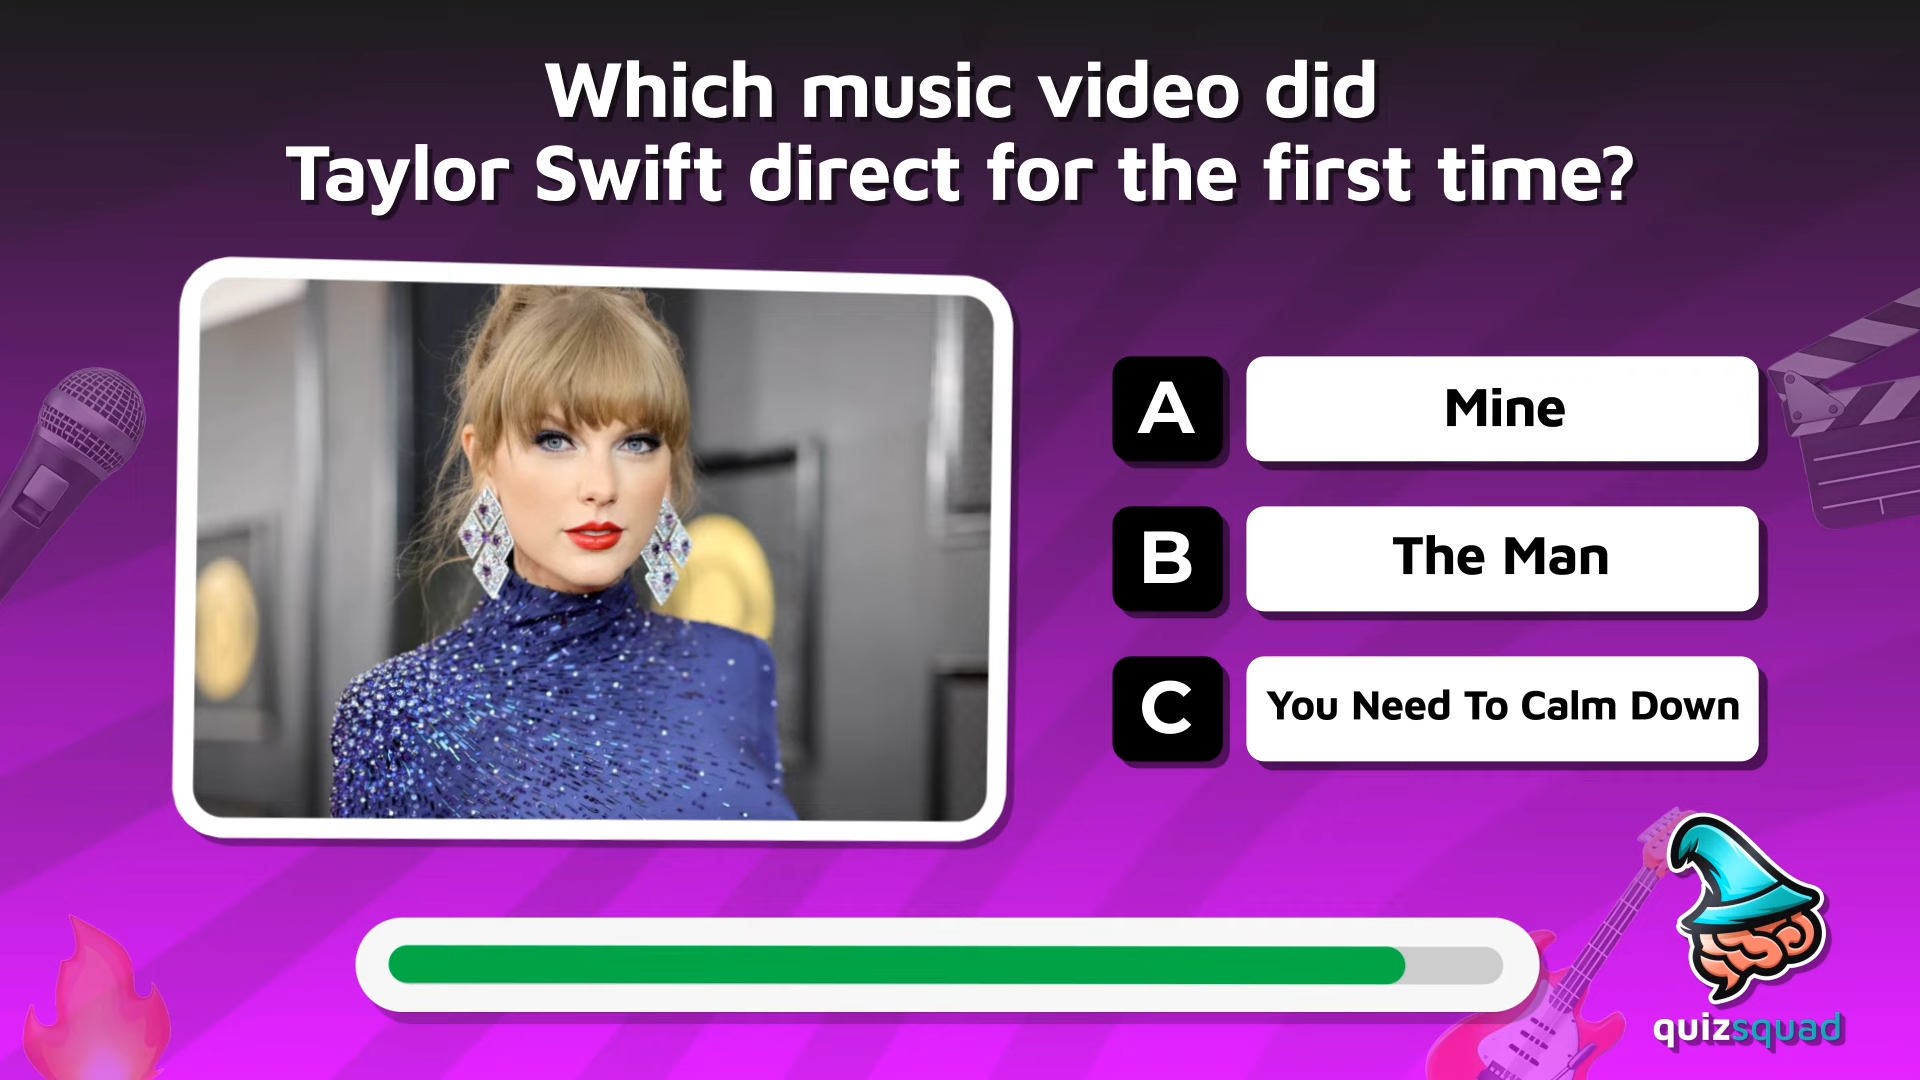 Which music video did
Taylor Swift direct for the first time?
A
Mine
B
The Man
C
You Need To Calm Down
quizsquad